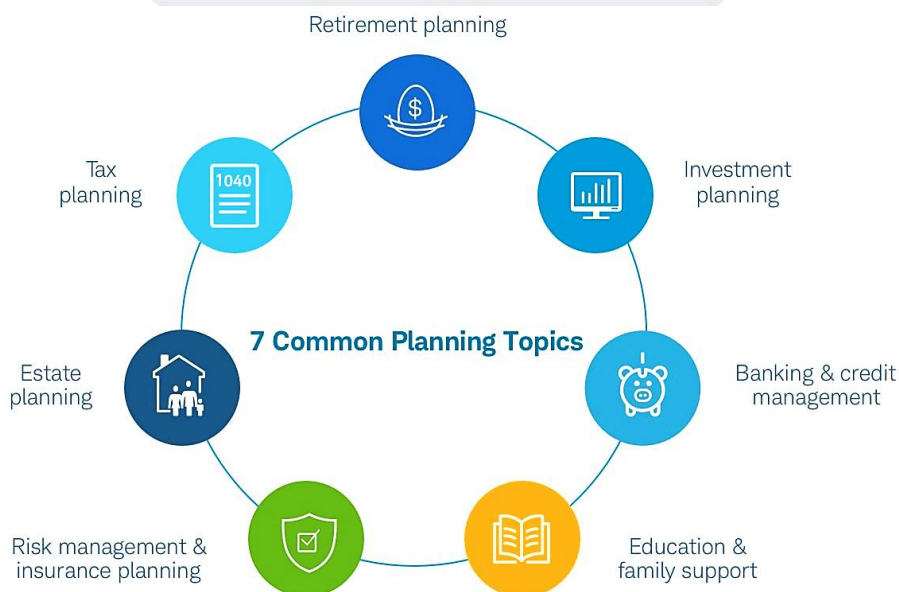 Retirement planning
$
Tax
planning
1040
Investment
planning
7 Common Planning Topics
Estate
planning
Banking & credit
management
Risk management &
insurance planning
Education &
family support